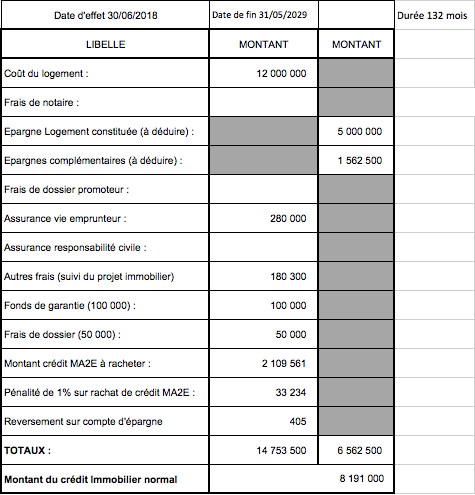 Date d'effet 30/06/2018 Date de fin 31/05/2029 Durée 132 mois
LIBELLE MONTANT MONTANT
Coût du logement : 12 000 000
Frais de notaire :
Epargne Logement constituée (à déduire) : 5 000 000
Epargnes complémentaires (à déduire) : 1 562 500
Frais de dossier promoteur :
Assurance vie emprunteur : 280 000
Assurance responsabilité civile :
Autres frais (suivi du projet immobilier) 180 300
Fonds de garantie (100 000) : 100 000
Frais de dossier (50 000) : 50 000
Montant crédit MA2E à racheter : 2 109 561
Pénalité de 1% sur rachat de crédit MA2E : 33 234
Reversement sur compte d'épargne 405
TOTAUX : 14 753 500 6 562 500
Montant du crédit Immobilier normal 8 191 000